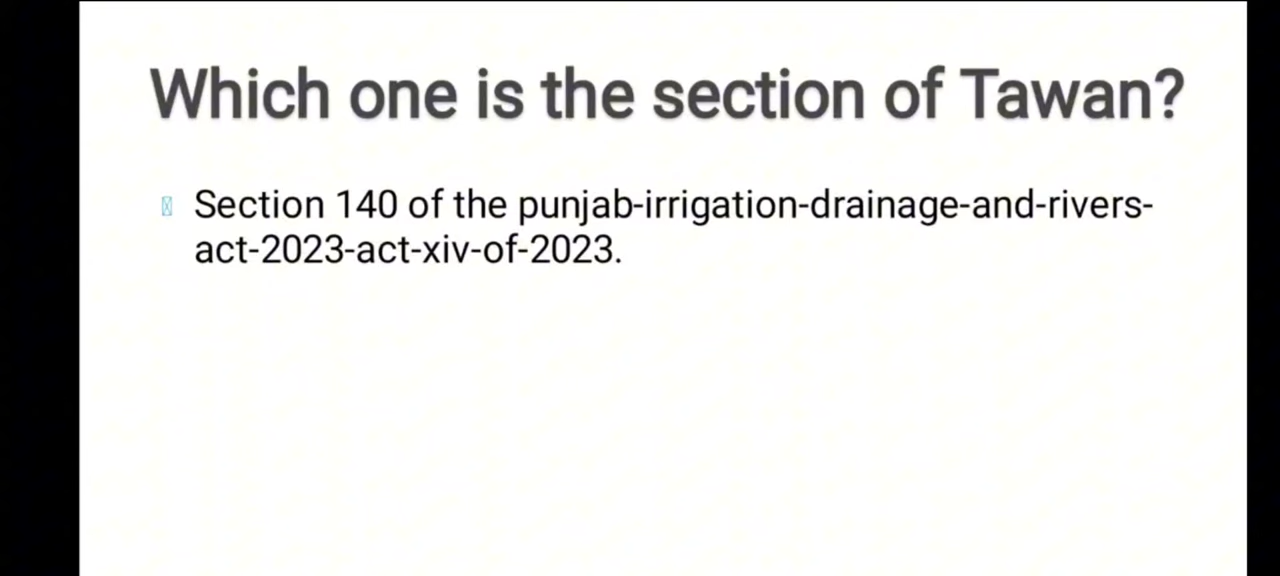 Which one is the section of Tawan?
Section 140 of the punjab-irrigation-drainage-and-rivers-
act-2023-act-xiv-of-2023.